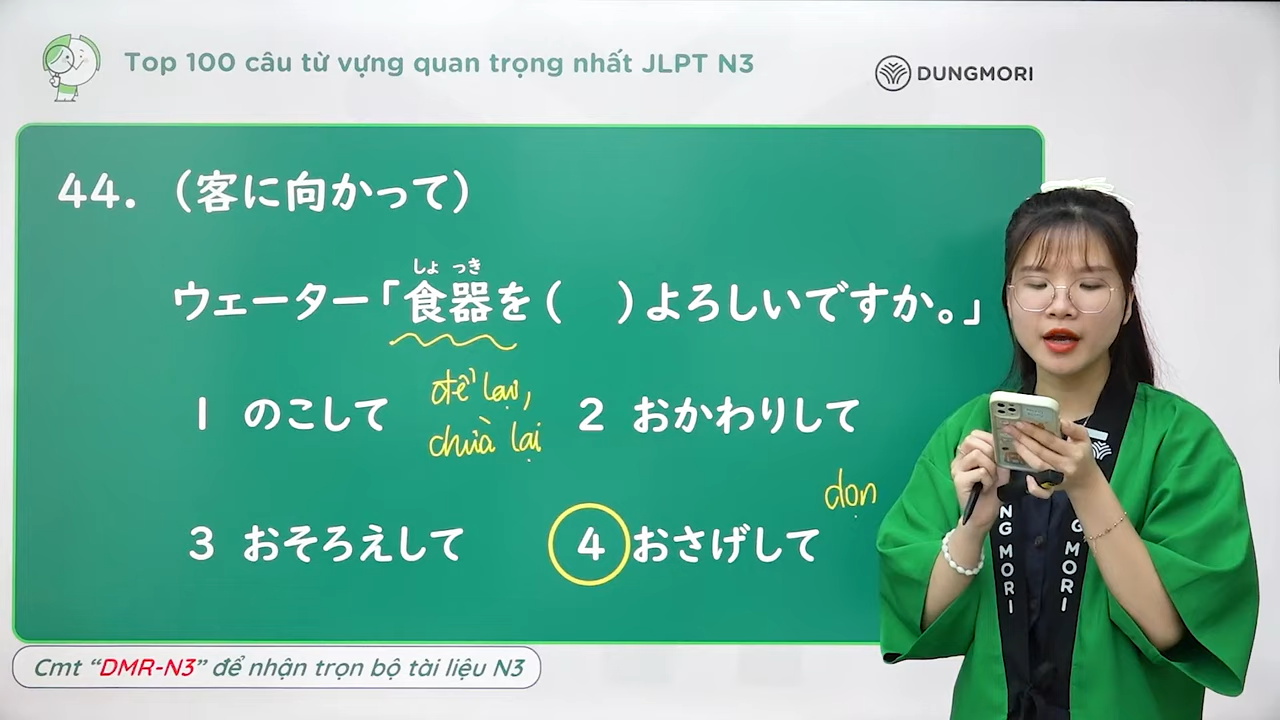 Top 100 câu từ vựng quan trọng nhất JLPT N3
DUNGMORI
44. (客に向かって)
しょ っき
ウェーター「食器を( )よろしいですか。」
1 のこして
để lại,
chừa lại
2 おかわりして
3 おそろえして
4 おさげして
dọn
Cmt “DMR-N3” để nhận trọn bộ tài liệu N3
NG MORI
G MORI